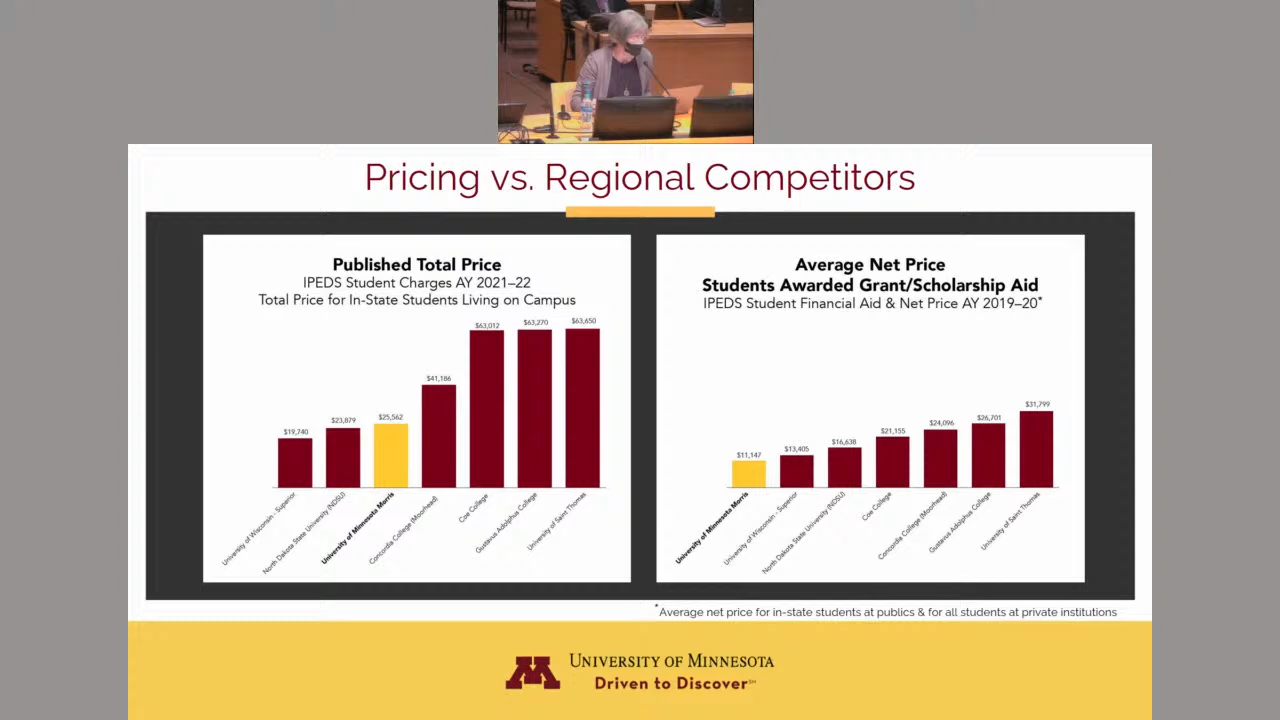 Pricing vs. Regional Competitors
Published Total Price
IPEDS Student Charges AY 2021–22
Total Price for In-State Students Living on Campus
$19,740
$23,879
$25,562
$41,186
$63,012
$63,270
$63,650
University of Wisconsin - Superior
North Dakota State University (NDSU)
University of Minnesota Morris
Concordia College (Moorhead)
Coe College
Gustavus Adolphus College
University of Saint Thomas
Average Net Price
Students Awarded Grant/Scholarship Aid
IPEDS Student Financial Aid & Net Price AY 2019–20*
$11,147
$13,405
$16,638
$21,155
$24,096
$26,701
$31,799
University of Minnesota Morris
University of Wisconsin - Superior
North Dakota State University (NDSU)
Coe College
Concordia College (Moorhead)
Gustavus Adolphus College
University of Saint Thomas
*Average net price for in-state students at publics & for all students at private institutions
M
UNIVERSITY OF MINNESOTA
Driven to Discover℠